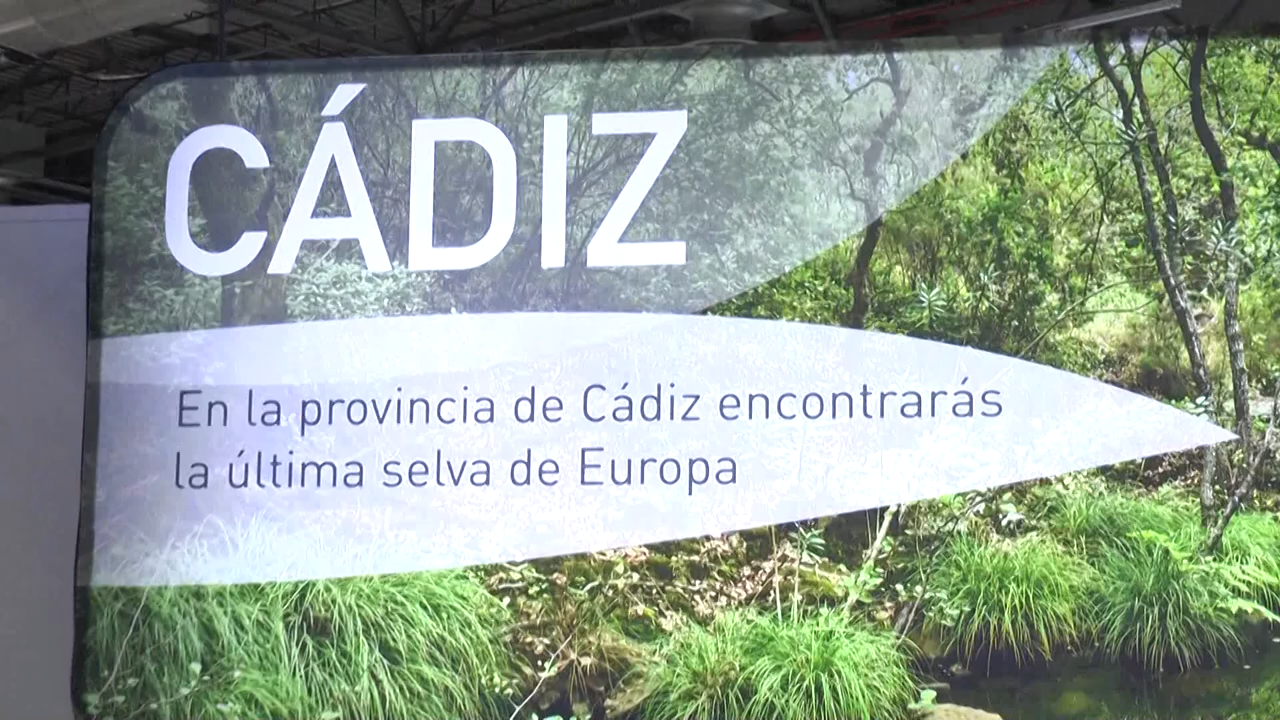 CÁDIZ
En la provincia de Cádiz encontrarás
la última selva de Europa